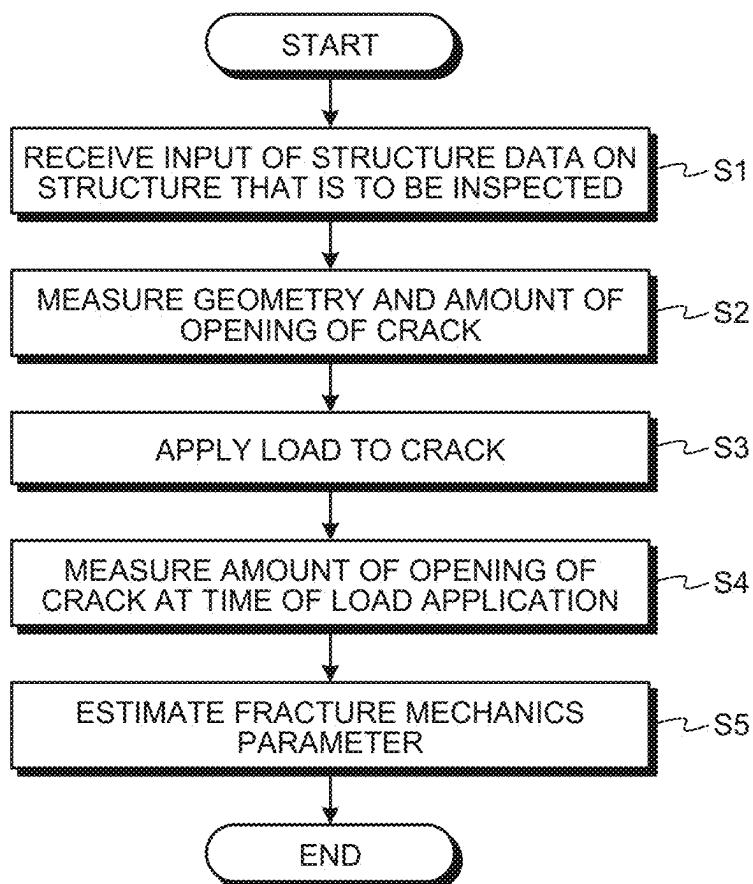 START
RECEIVE INPUT OF STRUCTURE DATA ON
STRUCTURE THAT IS TO BE INSPECTED
S1
MEASURE GEOMETRY AND AMOUNT OF
OPENING OF CRACK
S2
APPLY LOAD TO CRACK
S3
MEASURE AMOUNT OF OPENING OF
CRACK AT TIME OF LOAD APPLICATION
S4
ESTIMATE FRACTURE MECHANICS
PARAMETER
S5
END